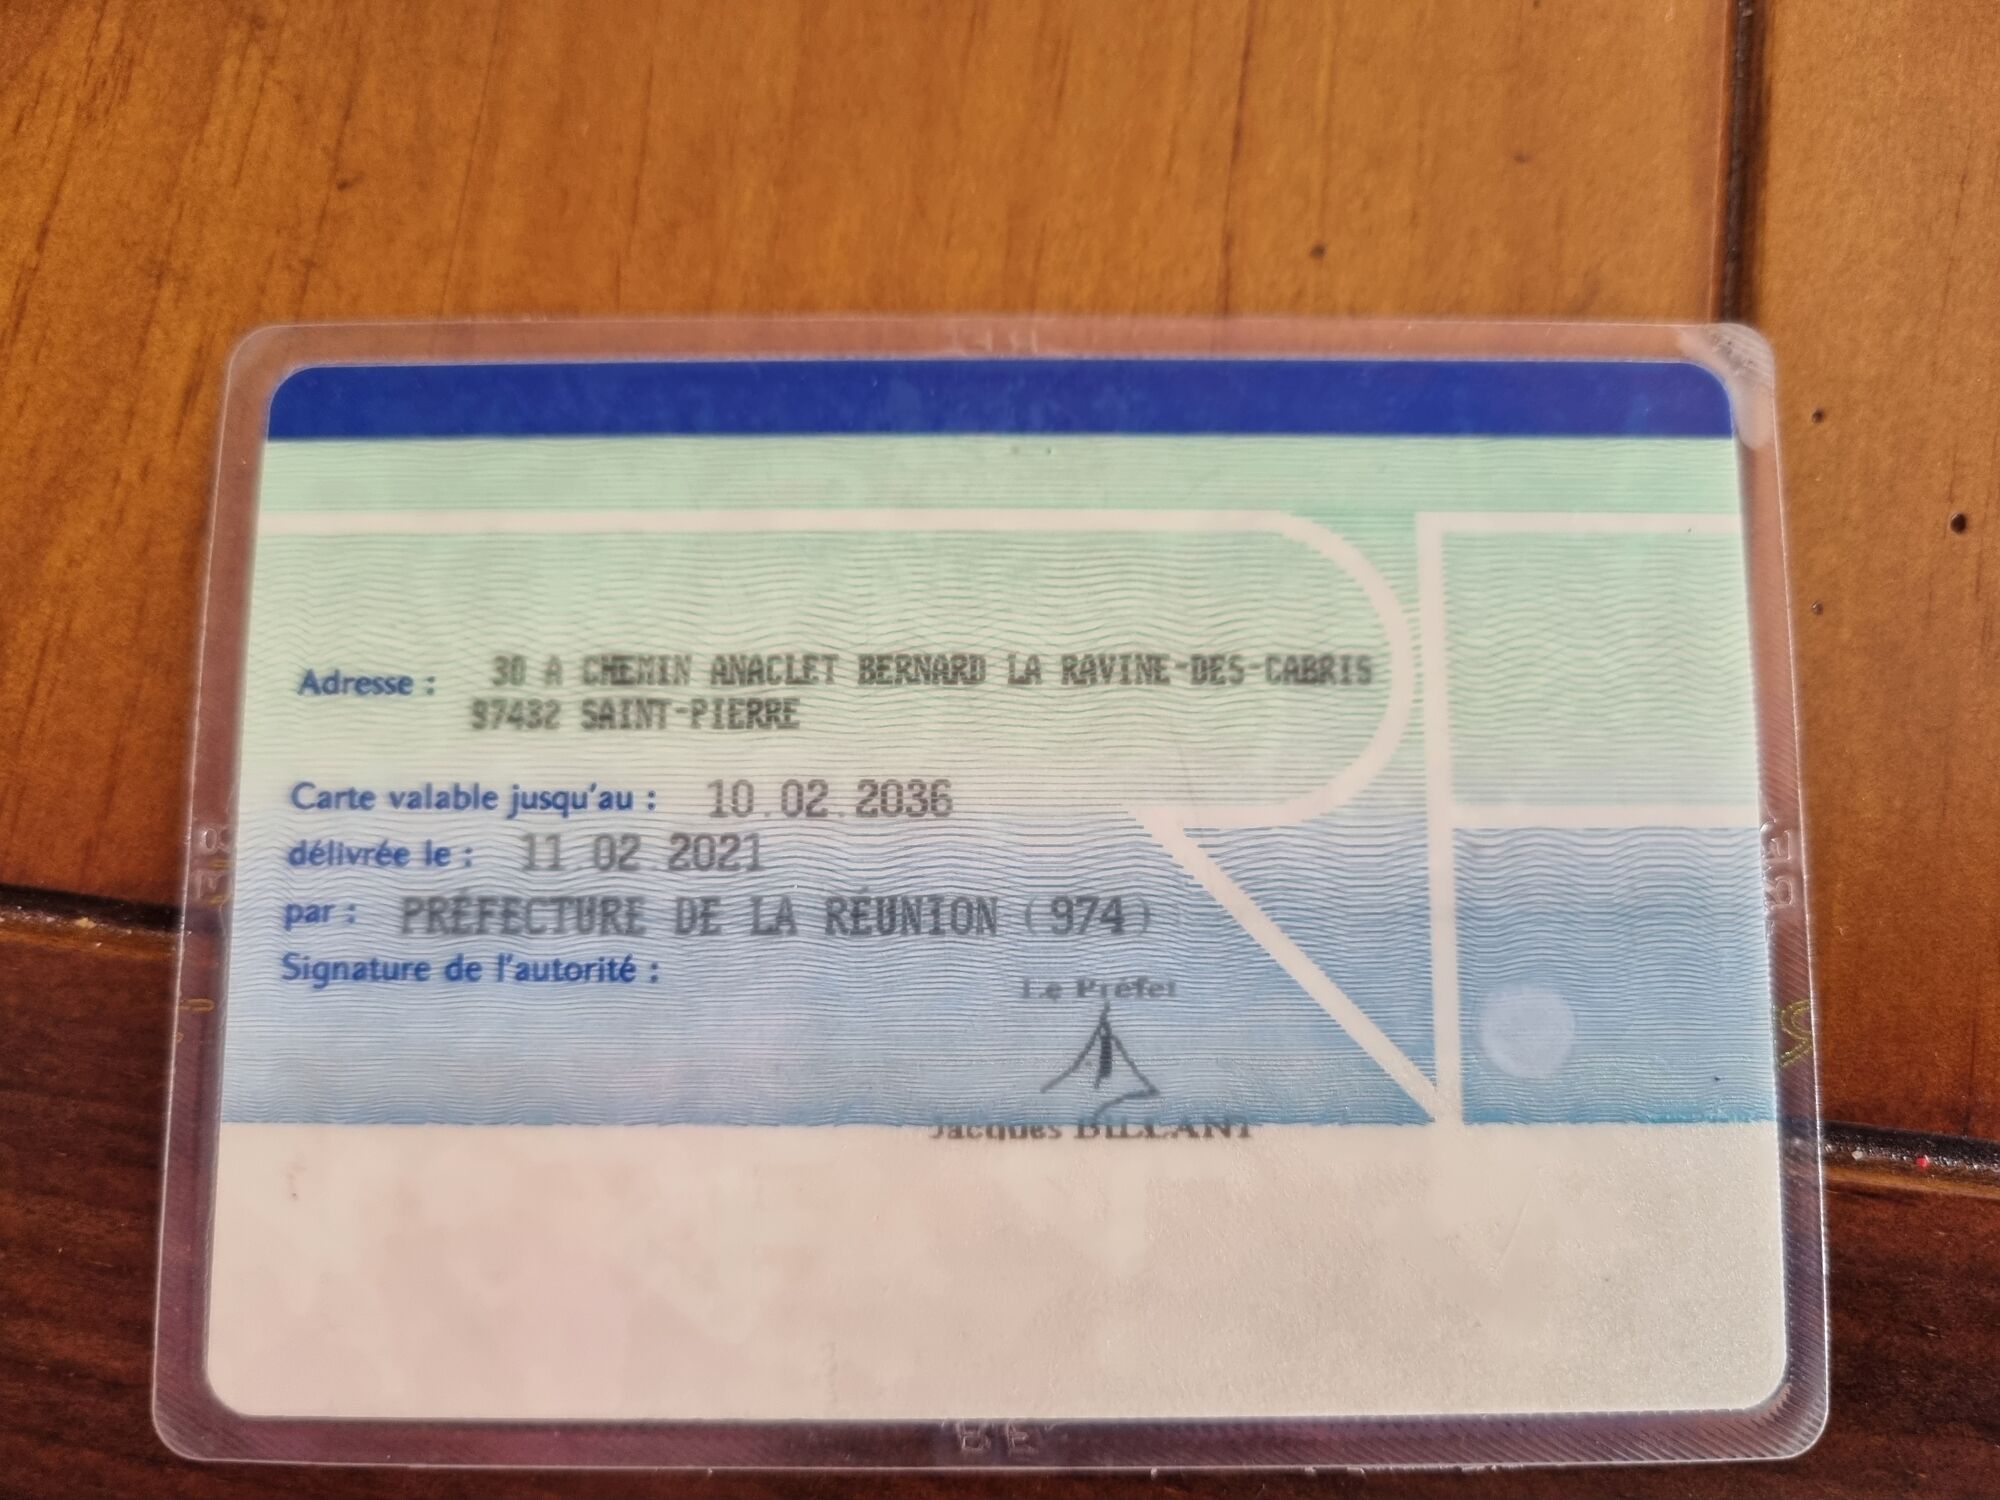 Adresse : 30 A CHEMIN ANACLET BERNARD LA RAVINE-DES-CABRIS
97432 SAINT-PIERRE
Carte valable jusqu'au : 10.02.2036
délivrée le : 11.02.2021
par : PRÉFECTURE DE LA RÉUNION (974)
Signature de l'autorité :
Le Préfet
Jacques BILLANT